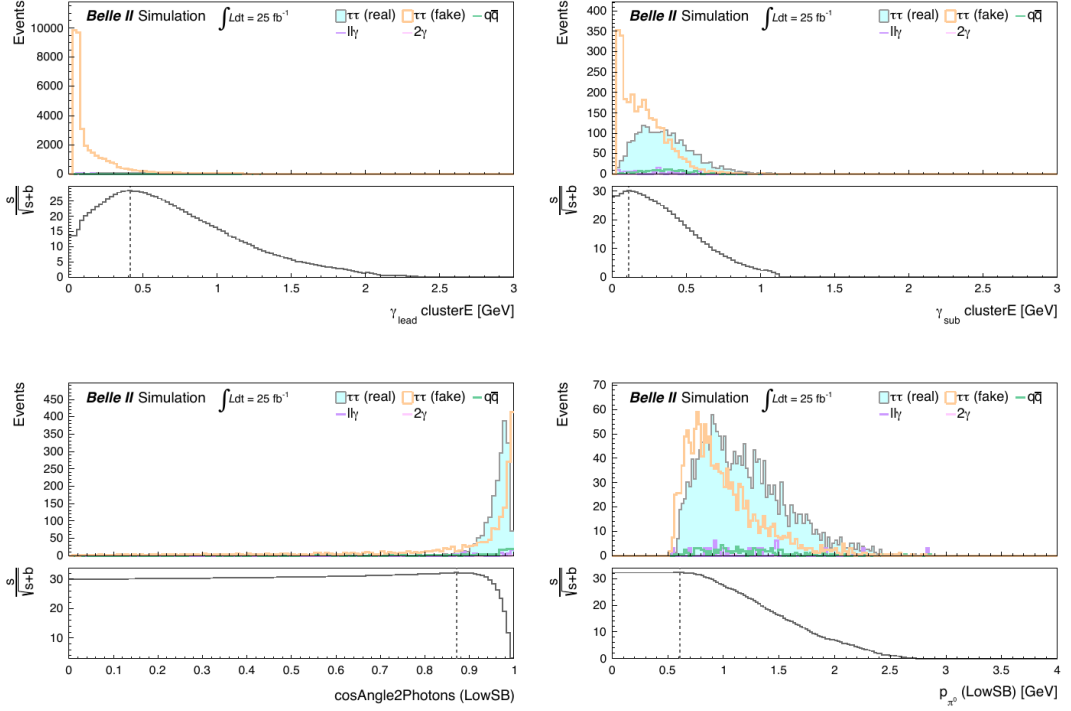 Belle II Simulation ∫Ldt = 25 fb⁻¹ ττ (real) ττ (fake) qq̅
llγ 2γ
Events
10000
8000
6000
4000
2000
0
s/√s+b
25
20
15
10
5
0
0 0.5 1 1.5 2 2.5 3
γlead clusterE [GeV]
Belle II Simulation ∫Ldt = 25 fb⁻¹ ττ (real) ττ (fake) qq̅
llγ 2γ
Events
400
350
300
250
200
150
100
50
0
s/√s+b
30
20
10
0
0 0.5 1 1.5 2 2.5 3
γsub clusterE [GeV]
Belle II Simulation ∫Ldt = 25 fb⁻¹ ττ (real) ττ (fake) qq̅
llγ 2γ
Events
450
400
350
300
250
200
150
100
50
0
s/√s+b
30
20
10
0 0.1 0.2 0.3 0.4 0.5 0.6 0.7 0.8 0.9 1
cosAngle2Photons (LowSB)
Belle II Simulation ∫Ldt = 25 fb⁻¹ ττ (real) ττ (fake) qq̅
llγ 2γ
Events
70
60
50
40
30
20
10
0
s/√s+b
30
20
10
0
0 0.5 1 1.5 2 2.5 3 3.5 4
pπ⁰ (LowSB) [GeV]